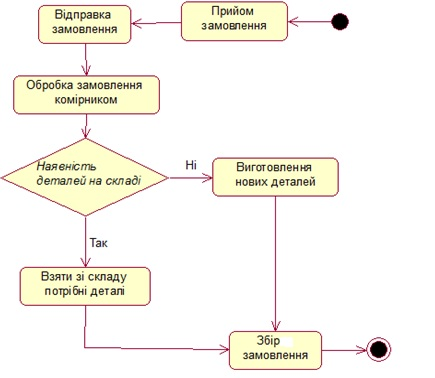 Відправка
замовлення
Прийом
замовлення
Обробка замовлення
комірником
Наявність
деталей на складі
Ні
Виготовлення
нових деталей
Так
Взяти зі складу
потрібні деталі
Збір
замовлення